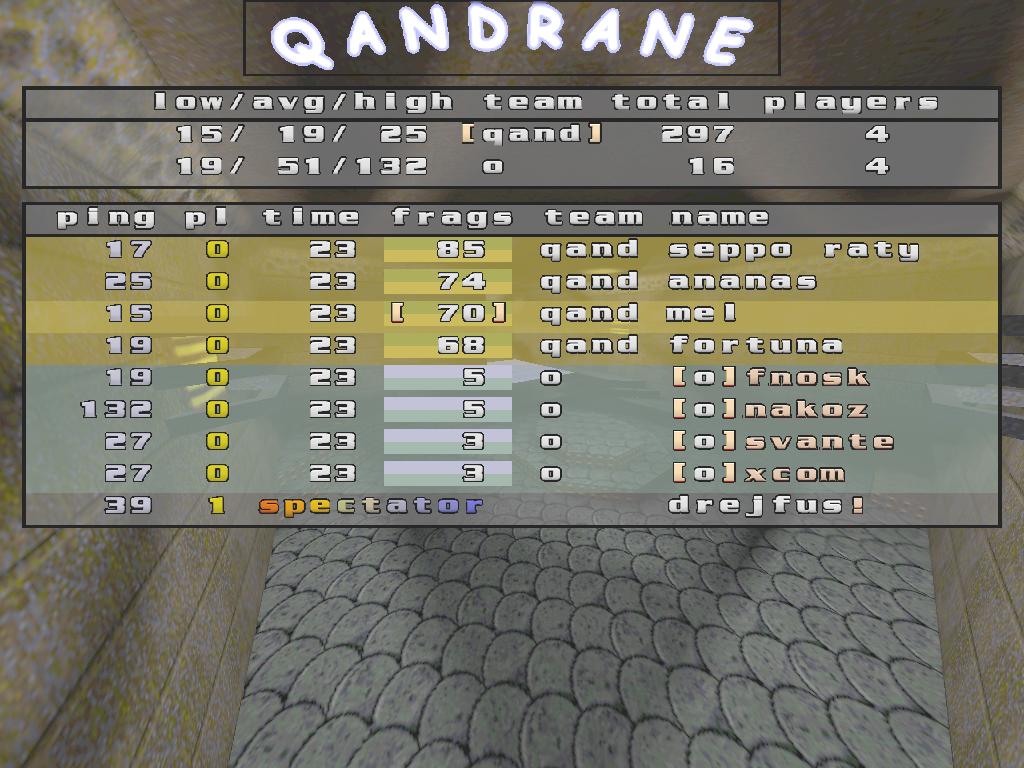 QANDRANE
low/avg/high team total players
15/ 19/ 25 [qand] 297 4
19/ 51/132 o 16 4
ping pl time frags team name
17 0 23 85 qand seppo raty
25 0 23 74 qand ananas
15 0 23 [ 70] qand mel
19 0 23 68 qand fortuna
19 0 23 5 o [o]fnosk
132 0 23 5 o [o]nakoz
27 0 23 3 o [o]svante
27 0 23 3 o [o]xcom
39 1 spectator drejfus!